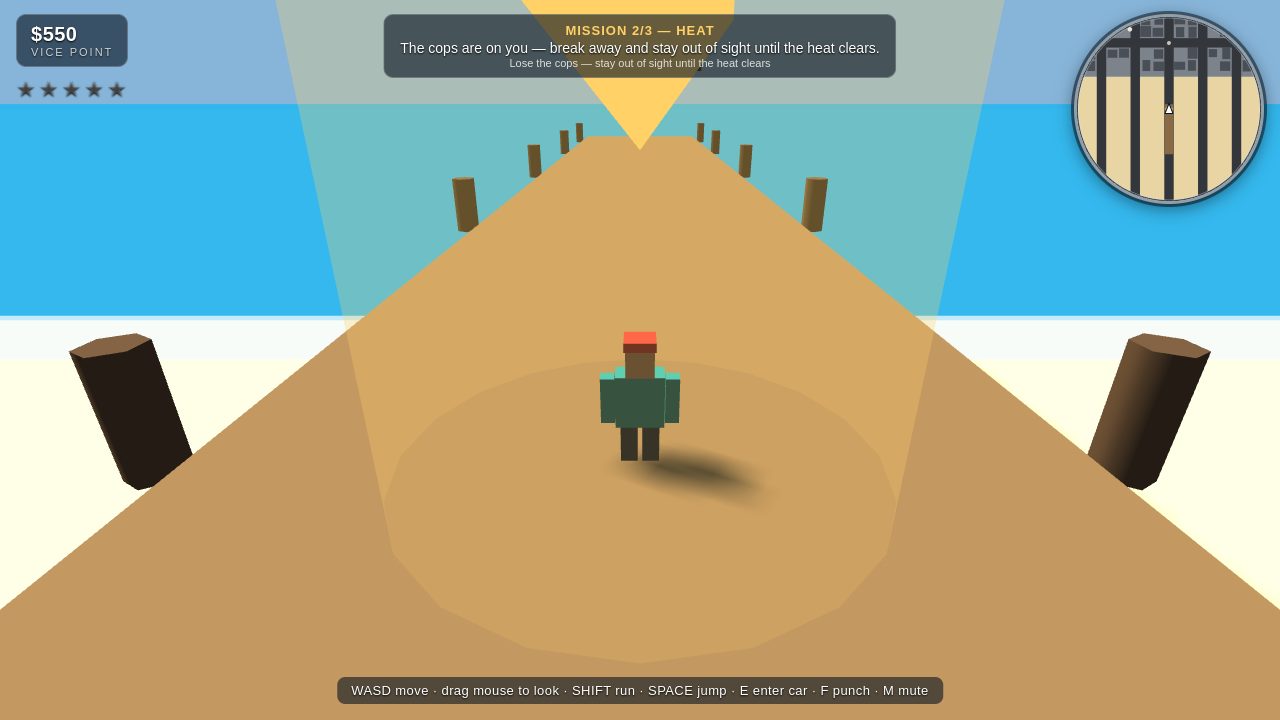 $550
VICE POINT
★★★★★
MISSION 2/3 — HEAT
The cops are on you — break away and stay out of sight until the heat clears.
Lose the cops — stay out of sight until the heat clears
WASD move · drag mouse to look · SHIFT run · SPACE jump · E enter car · F punch · M mute